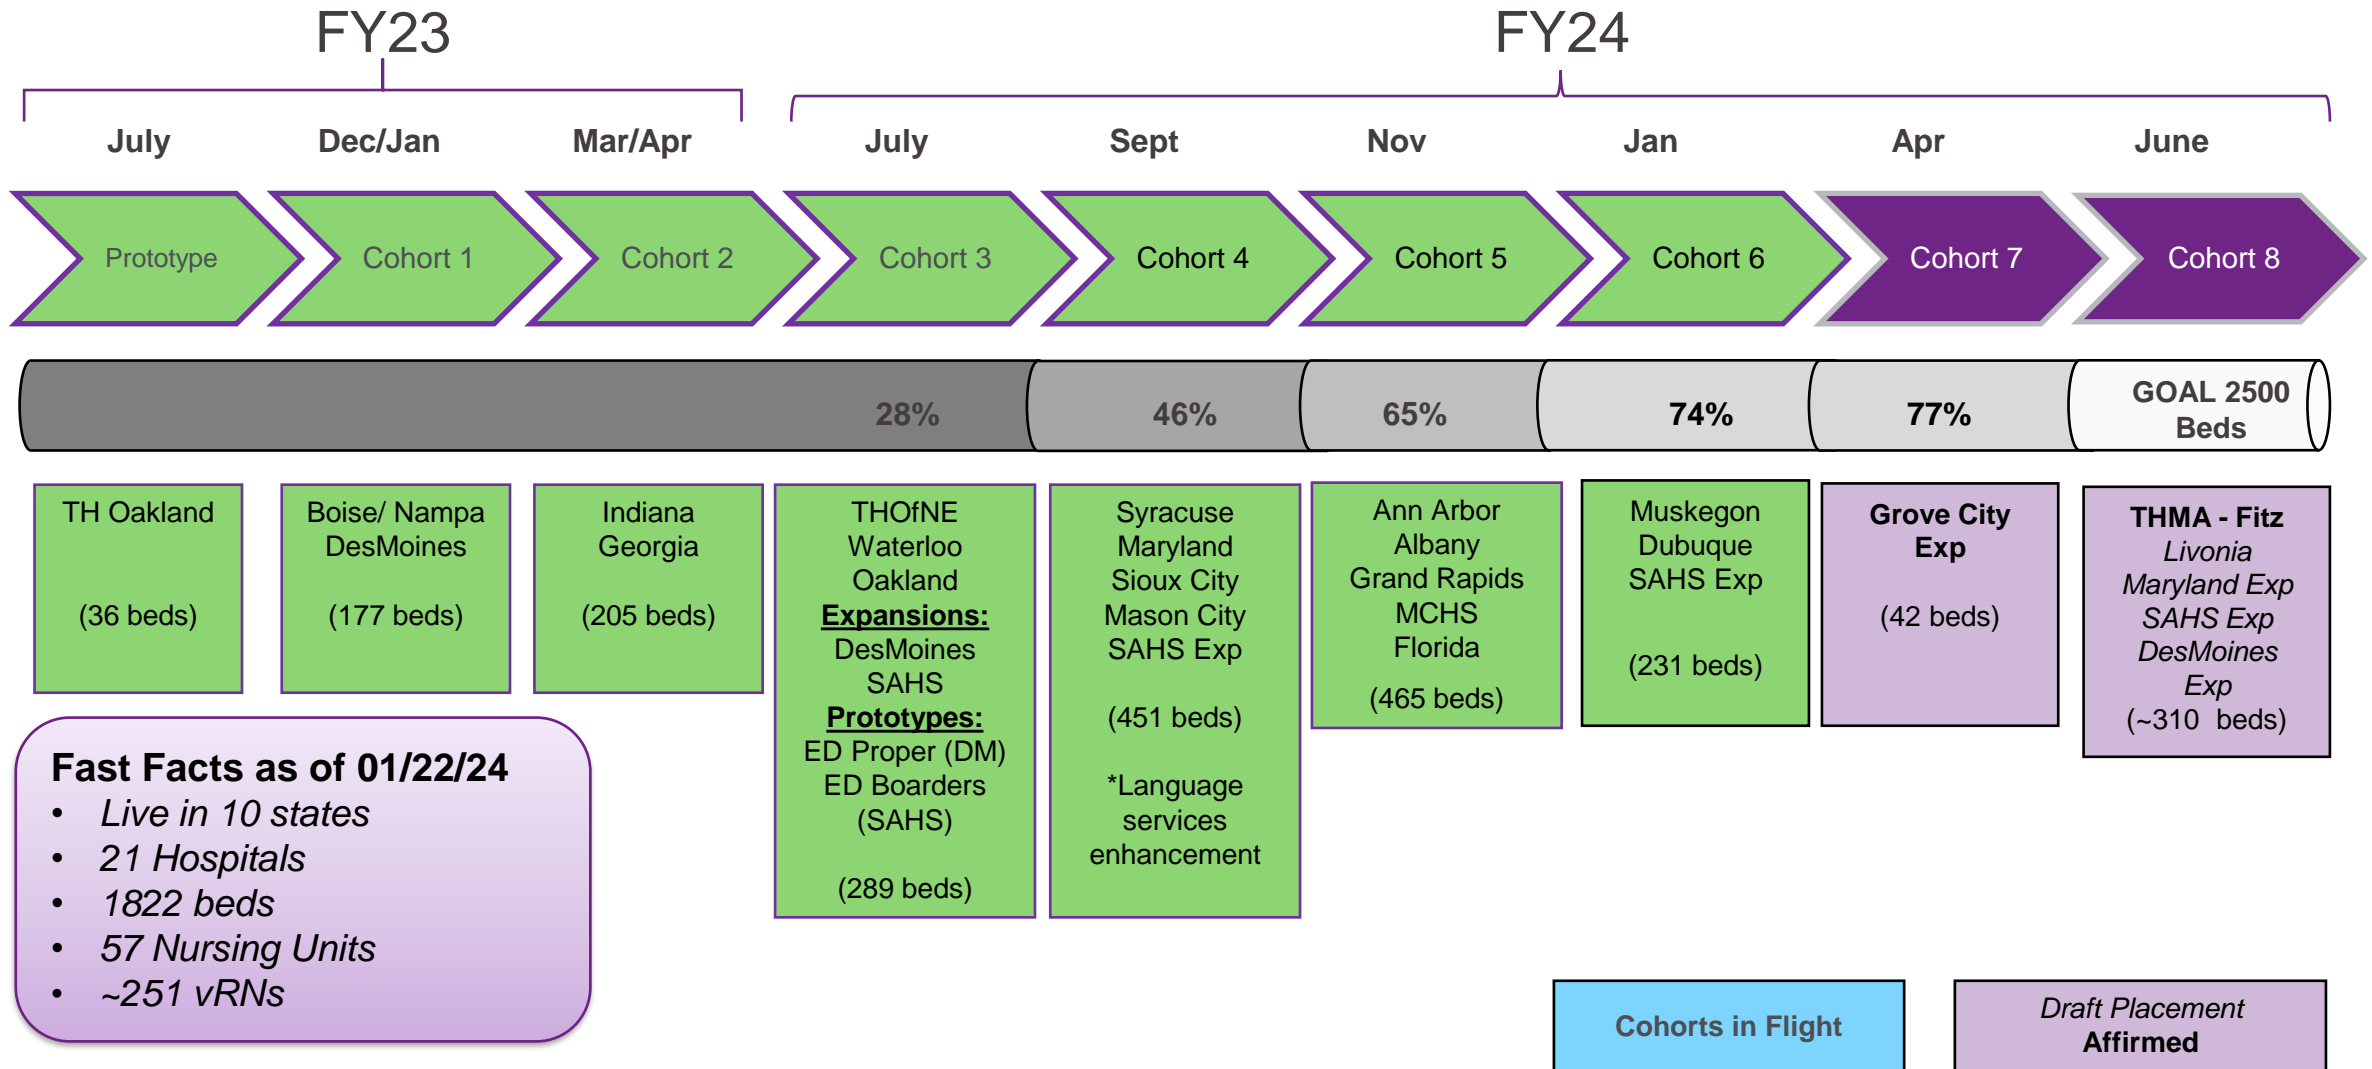 FY23
FY24
July
Dec/Jan
Mar/Apr
July
Sept
Nov
Jan
Apr
June
Prototype
Cohort 1
Cohort 2
Cohort 3
Cohort 4
Cohort 5
Cohort 6
Cohort 7
Cohort 8
28%
46%
65%
74%
77%
GOAL 2500
Beds
TH Oakland
(36 beds)
Boise/ Nampa
DesMoines
(177 beds)
Indiana
Georgia
(205 beds)
THOfNE
Waterloo
Oakland
Expansions:
DesMoines
SAHS
Prototypes:
ED Proper (DM)
ED Boarders
(SAHS)
(289 beds)
Syracuse
Maryland
Sioux City
Mason City
SAHS Exp
(451 beds)
*Language
services
enhancement
Ann Arbor
Albany
Grand Rapids
MCHS
Florida
(465 beds)
Muskegon
Dubuque
SAHS Exp
(231 beds)
Grove City
Exp
(42 beds)
THMA - Fitz
Livonia
Maryland Exp
SAHS Exp
DesMoines
Exp
(~310 beds)
Fast Facts as of 01/22/24
• Live in 10 states
• 21 Hospitals
• 1822 beds
• 57 Nursing Units
• ~251 vRNs
Cohorts in Flight
Draft Placement
Affirmed